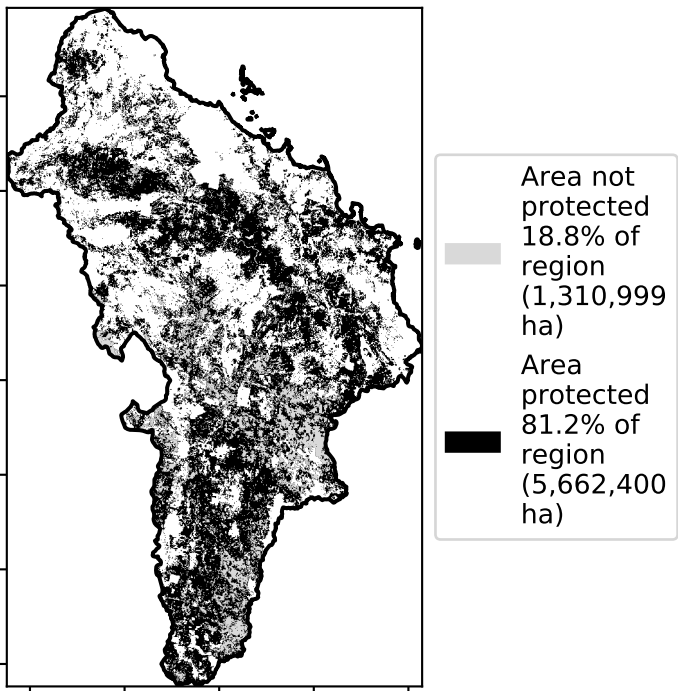 Area not
protected
18.8% of
region
(1,310,999
ha)
Area
protected
81.2% of
region
(5,662,400
ha)